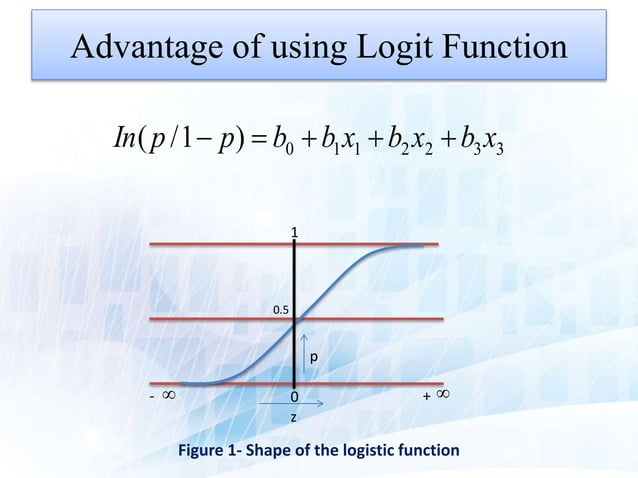 Advantage of using Logit Function
In(p/1−p)=b₀+b₁x₁+b₂x₂+b₃x₃
1
0.5
p
- ∞ 0 + ∞
z
Figure 1- Shape of the logistic function